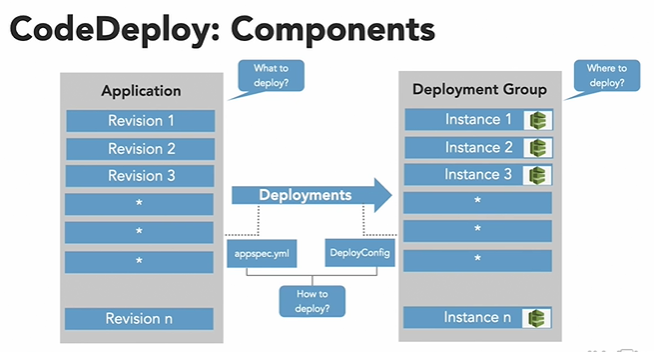 CodeDeploy: Components
What to
deploy?
Application
Revision 1
Revision 2
Revision 3
*
*
*
Revision n
Deployments
appspec.yml
DeployConfig
How to
deploy?
Where to
deploy?
Deployment Group
Instance 1
Instance 2
Instance 3
*
*
*
Instance n